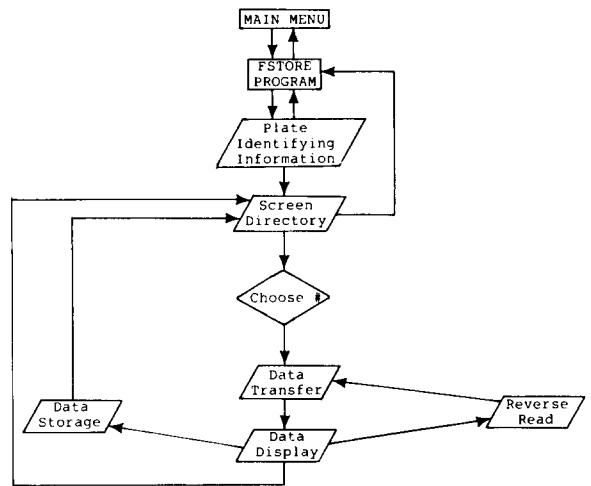 MAIN MENU
FSTORE
PROGRAM
Plate
Identifying
Information
Screen
Directory
Choose #
Data
Transfer
Data
Storage
Reverse
Read
Data
Display